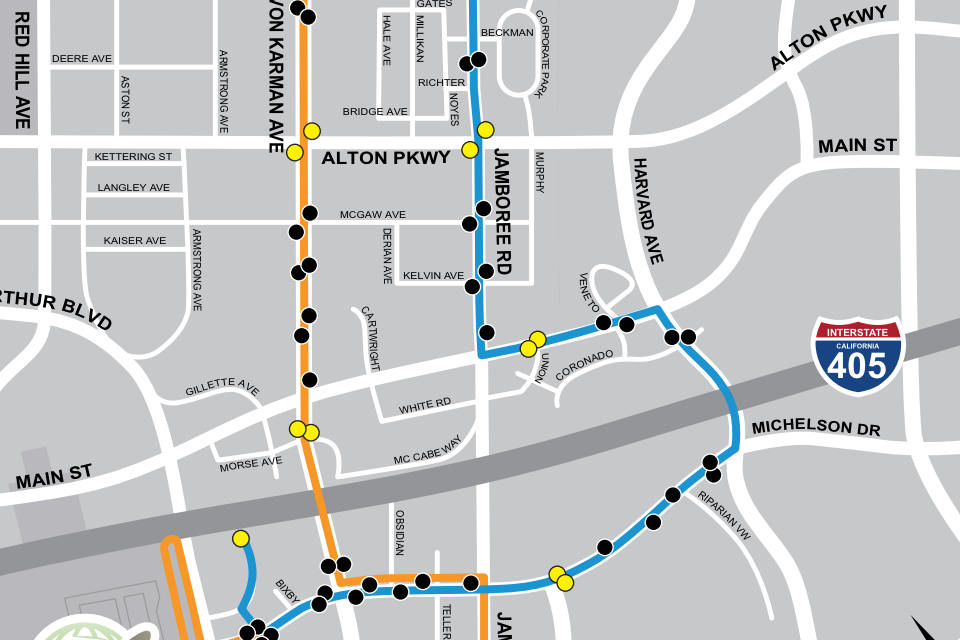 GATES
RED HILL AVE
VON KARMAN AVE
HALE AVE
MILLIKAN
BECKMAN
CORPORATE PARK
ALTON PKWY
DEERE AVE
ASTON ST
ARMSTRONG AVE
RICHTER
NOYES
BRIDGE AVE
KETTERING ST
ALTON PKWY
MURPHY
MAIN ST
LANGLEY AVE
JAMBOREE RD
HARVARD AVE
MCGAW AVE
KAISER AVE
ARMSTRONG AVE
DERIAN AVE
KELVIN AVE
VENETO
RTHUR BLVD
CARTWRIGHT
UNION
CORONADO
INTERSTATE
CALIFORNIA
405
GILLETTE AVE
WHITE RD
MICHELSON DR
MC CABE WAY
MORSE AVE
MAIN ST
RIPARIAN VW
OBSIDIAN
BIXBY
TELLER
JAM